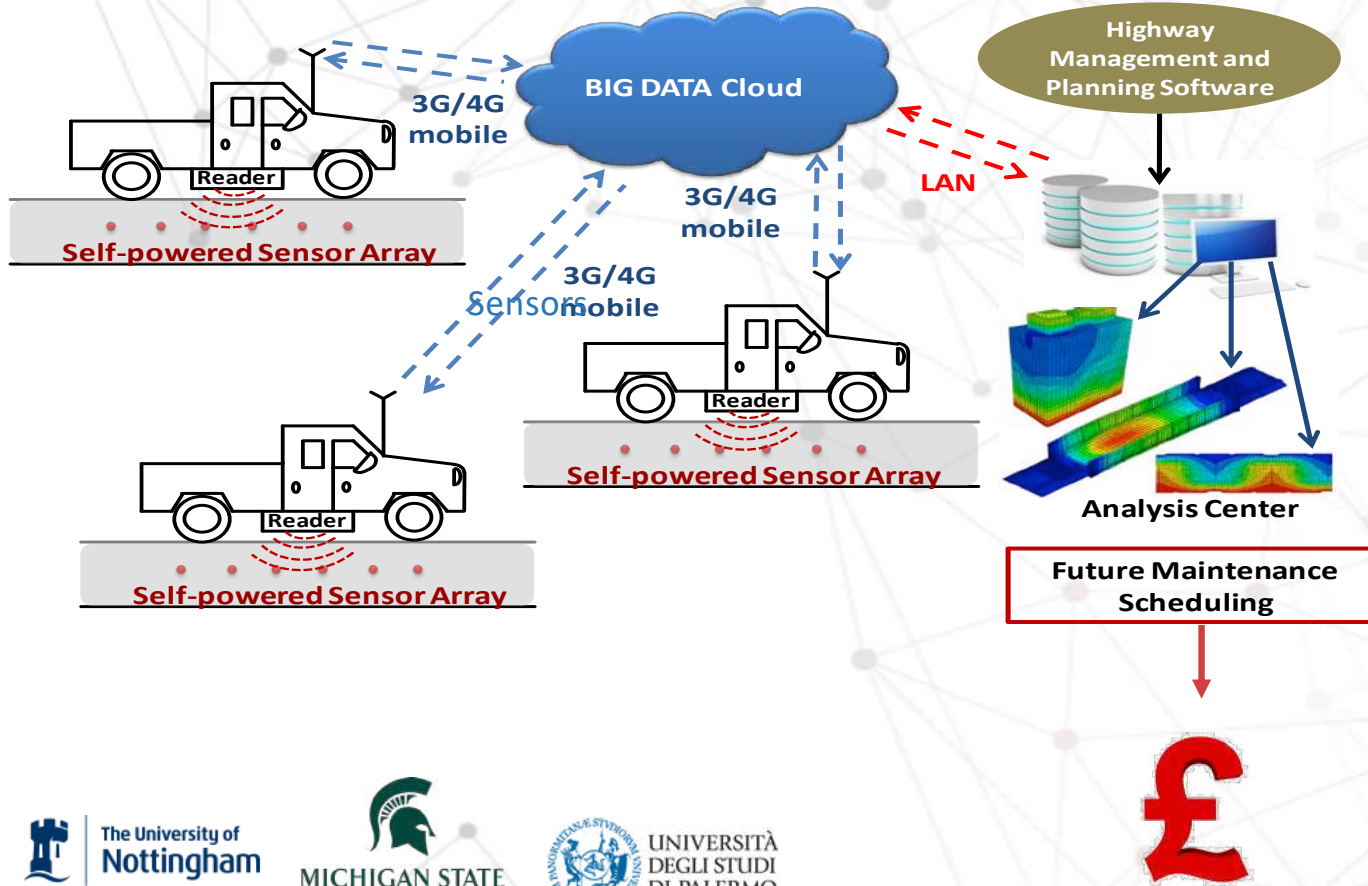 3G/4G
mobile
Reader
Self-powered Sensor Array
BIG DATA Cloud
Highway
Management and
Planning Software
LAN
3G/4G
mobile
3G/4G
mobile
Sensors
Reader
Self-powered Sensor Array
Reader
Self-powered Sensor Array
Analysis Center
Future Maintenance
Scheduling
£
The University of
Nottingham
MICHIGAN STATE
UNIVERSITÀ
DEGLI STUDI
DI PALERMO